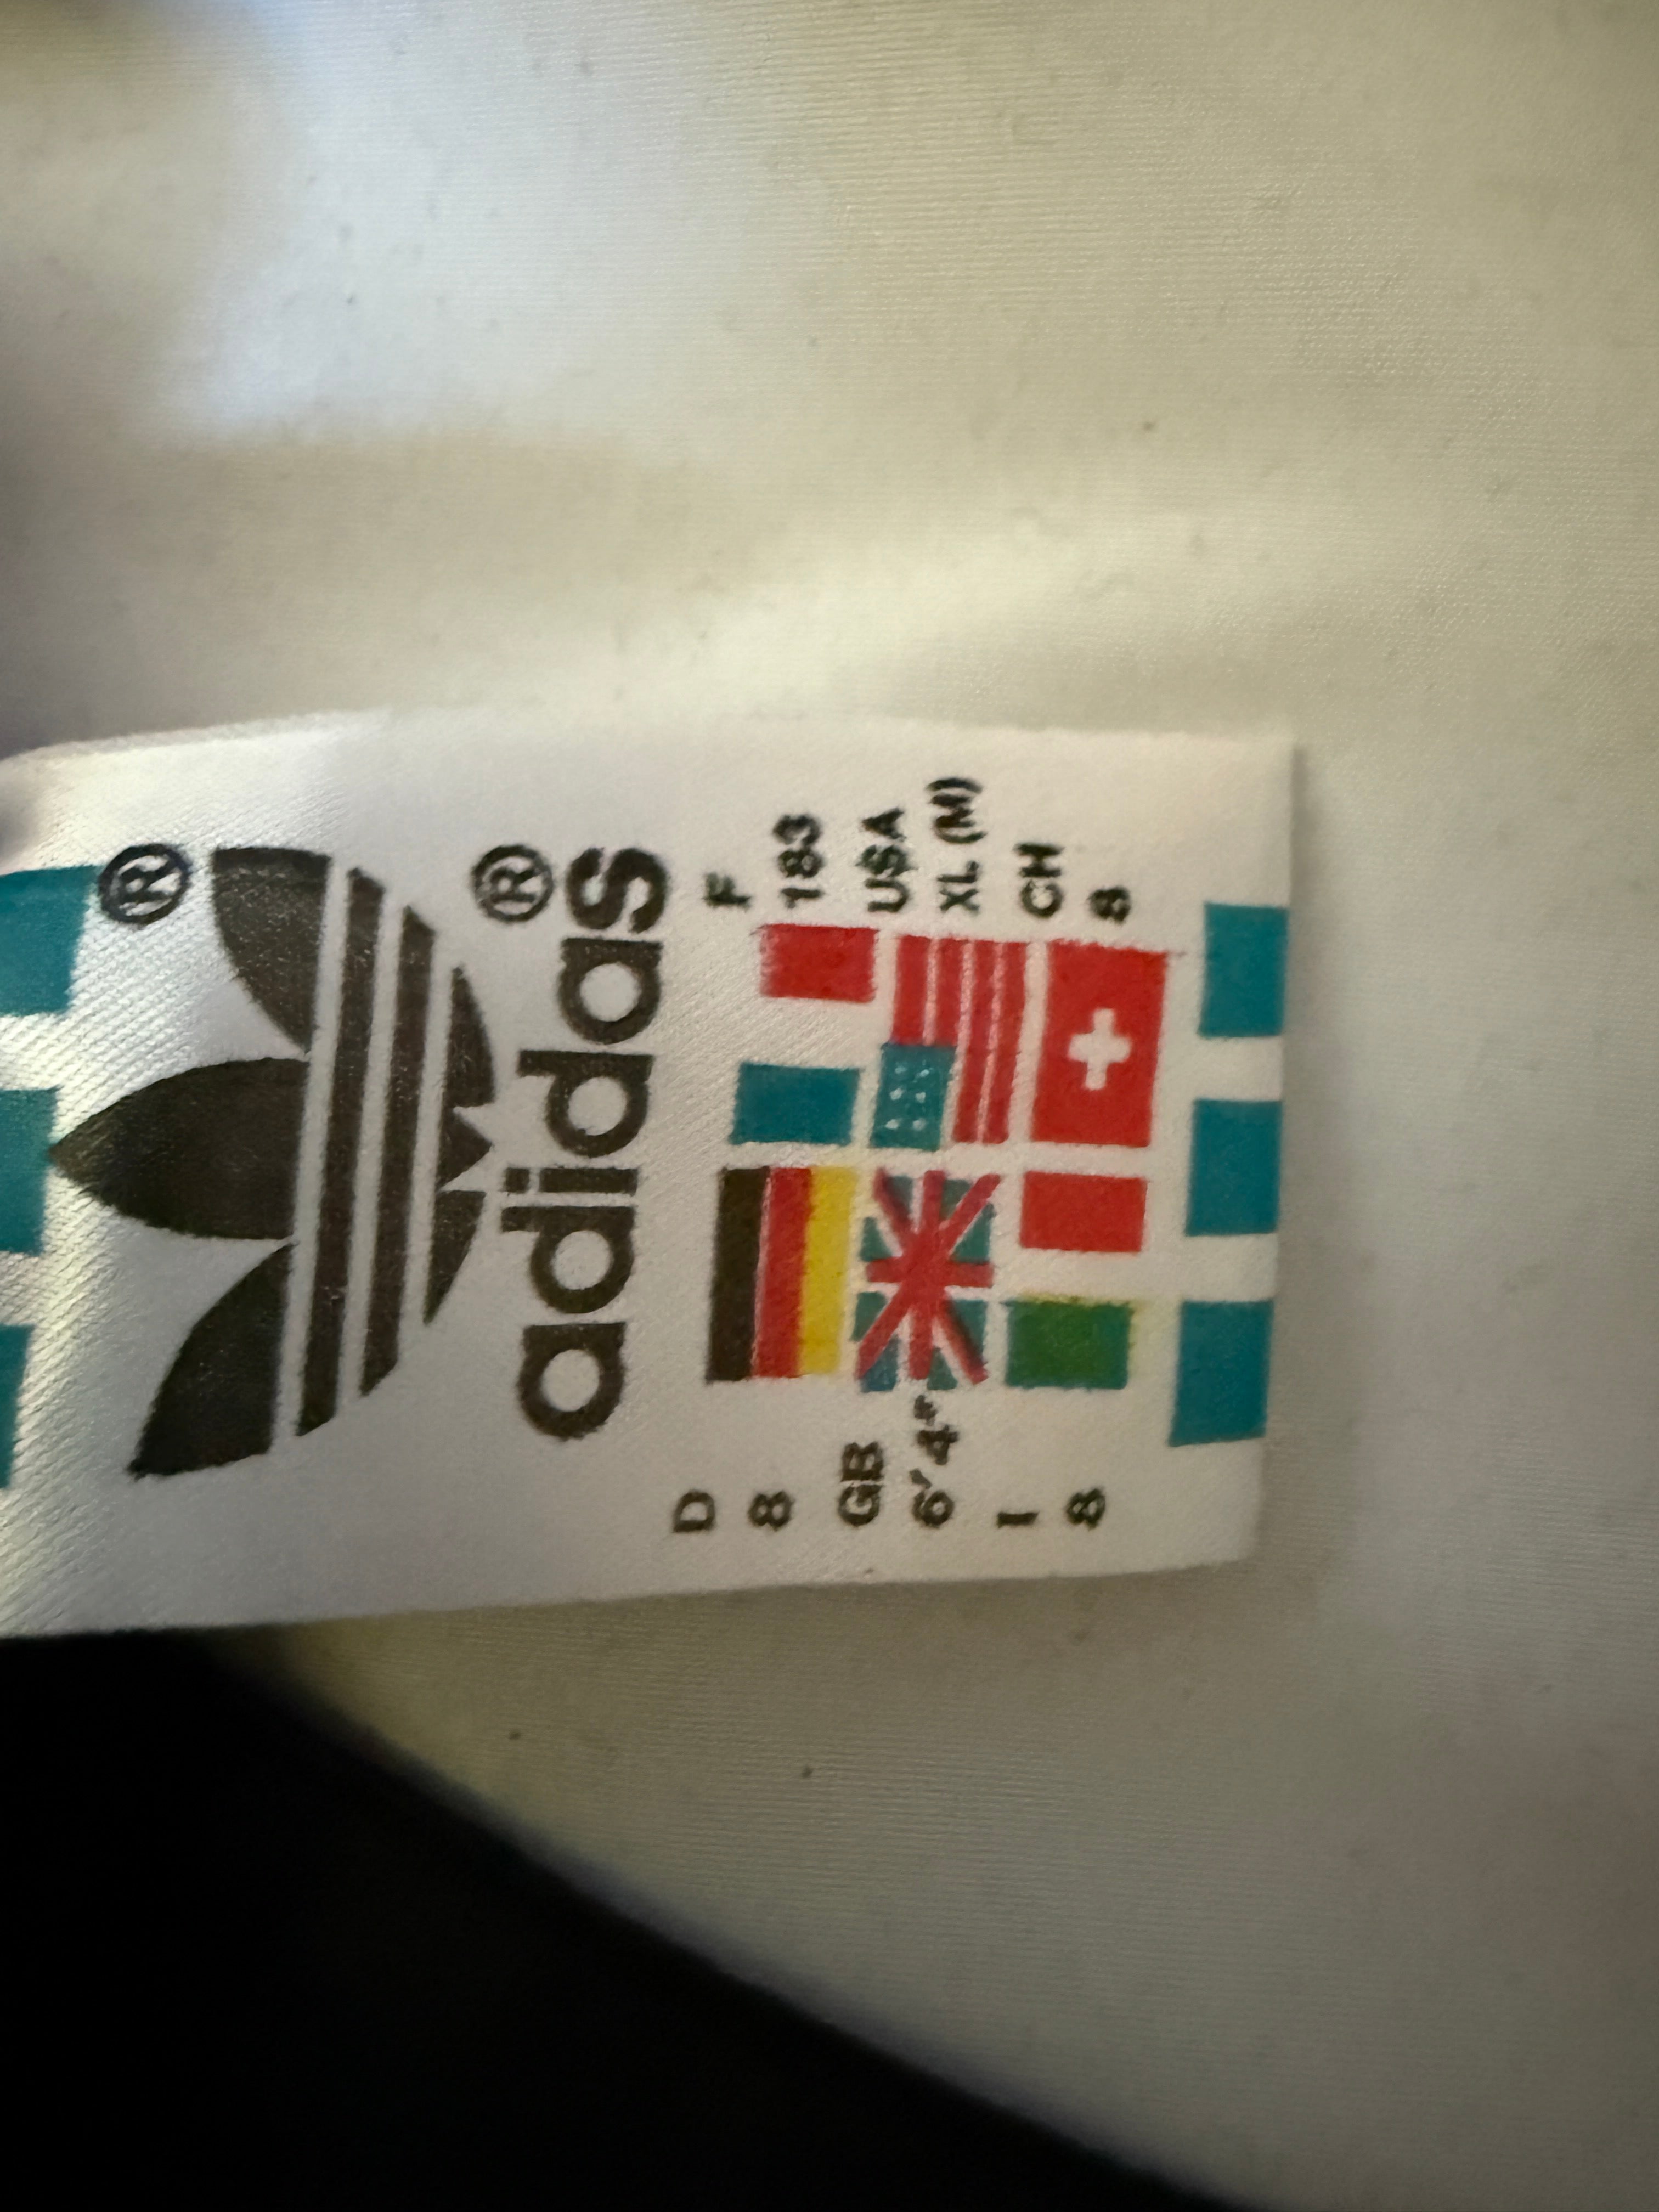 ®
®
adidas
D F
8 183
GB USA
6'4" XL (M)
I CH
8 8